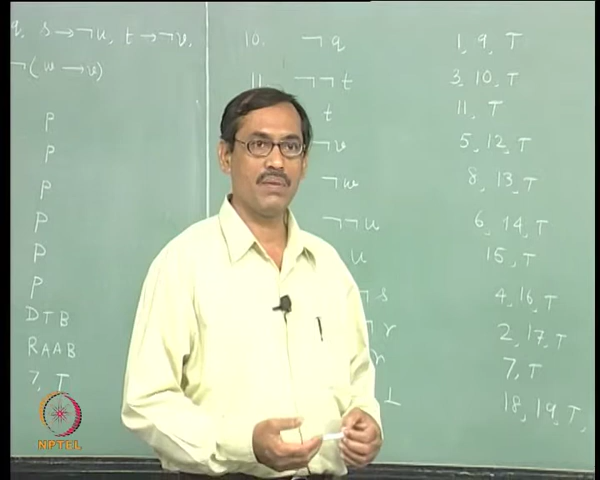 q, s→¬u, t→¬v,
¬(w→v)
P
P
P
P
P
P
DTB
RAAB
7, T
10. ¬q 1, 9, T
11. ¬¬t 3, 10, T
t 11, T
¬v 5, 12, T
¬w 8, 13, T
¬¬u 6, 14, T
u 15, T
¬s 4, 16, T
¬r 2, 17, T
r 7, T
⊥ 18, 19, T
NPTEL